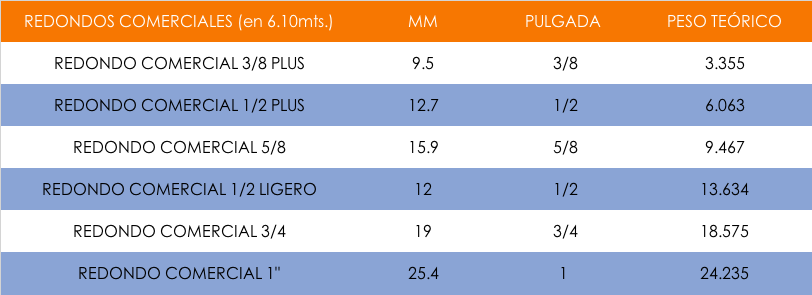 REDONDOS COMERCIALES (en 6.10mts.) MM PULGADA PESO TEÓRICO
REDONDO COMERCIAL 3/8 PLUS 9.5 3/8 3.355
REDONDO COMERCIAL 1/2 PLUS 12.7 1/2 6.063
REDONDO COMERCIAL 5/8 15.9 5/8 9.467
REDONDO COMERCIAL 1/2 LIGERO 12 1/2 13.634
REDONDO COMERCIAL 3/4 19 3/4 18.575
REDONDO COMERCIAL 1" 25.4 1 24.235